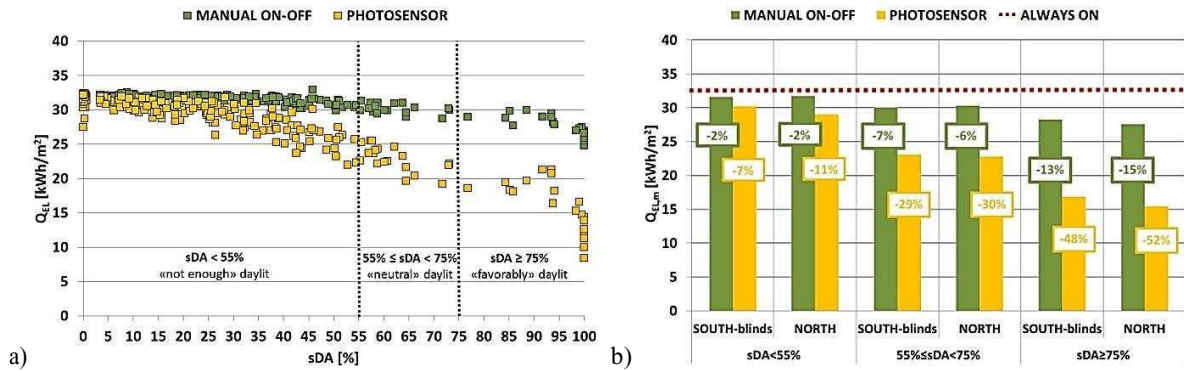 MANUAL ON-OFF PHOTOSENSOR
Q_EL [kWh/m²]
40
35
30
25
20
15
10
5
0
sDA < 55%
«not enough» daylit
55% ≤ sDA < 75%
«neutral» daylit
sDA ≥ 75%
«favorably» daylit
0 5 10 15 20 25 30 35 40 45 50 55 60 65 70 75 80 85 90 95 100
sDA [%]
a)
MANUAL ON-OFF PHOTOSENSOR ALWAYS ON
Q_EL,m [kWh/m²]
40
35
30
25
20
15
10
5
0
-2% -2% -7% -6% -13% -15%
-7% -11% -29% -30% -48% -52%
SOUTH-blinds NORTH SOUTH-blinds NORTH SOUTH-blinds NORTH
sDA<55% 55%≤sDA<75% sDA≥75%
b)